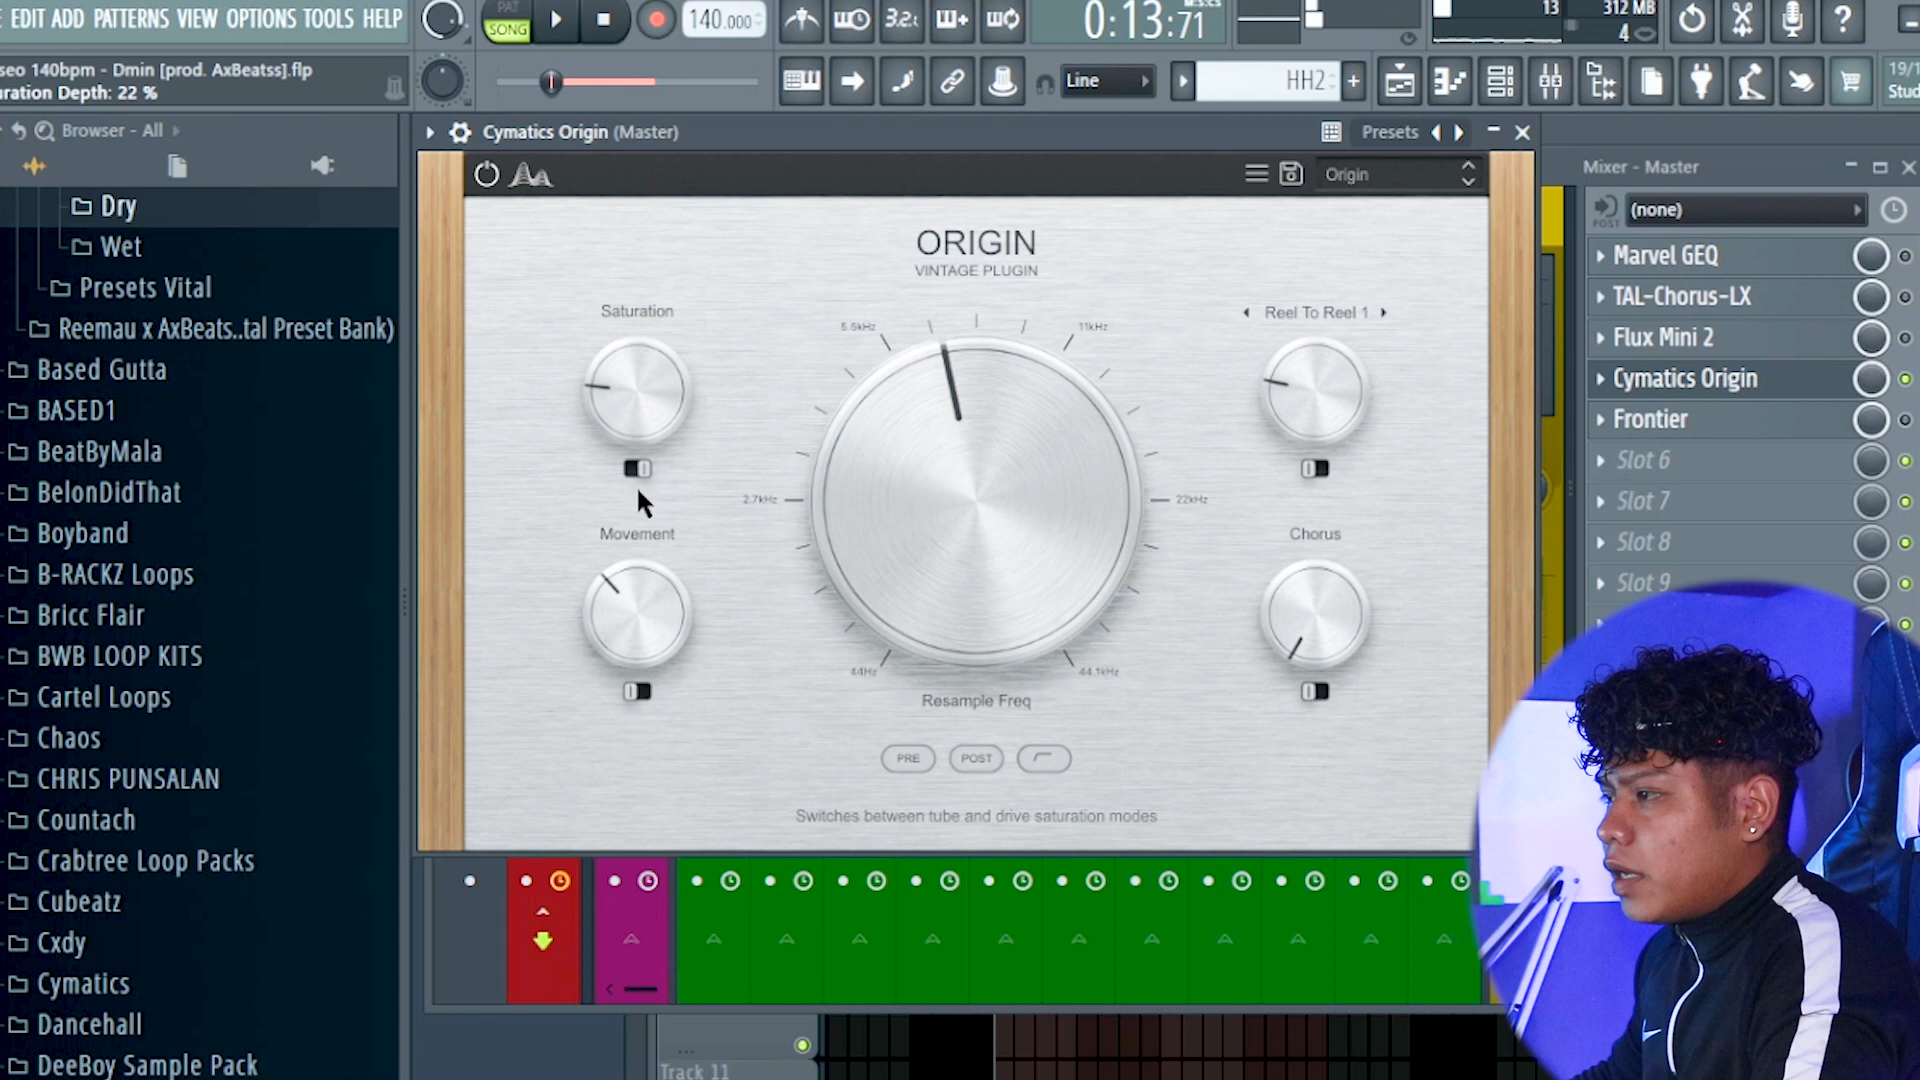 EDIT ADD PATTERNS VIEW OPTIONS TOOLS HELP
PAT
SONG
140.000
3.2.
0:13:71
M:S:CS
13
312 MB
4
seo 140bpm - Dmin [prod. AxBeatss].flp
uration Depth: 22 %
Line
HH2
19/1
Stud
Browser - All
Dry
Wet
Presets Vital
Reemau x AxBeats..tal Preset Bank)
Based Gutta
BASED1
BeatByMala
BelonDidThat
Boyband
B-RACKZ Loops
Bricc Flair
BWB LOOP KITS
Cartel Loops
Chaos
CHRIS PUNSALAN
Countach
Crabtree Loop Packs
Cubeatz
Cxdy
Cymatics
Dancehall
DeeBoy Sample Pack
Cymatics Origin (Master)
Presets
Origin
ORIGIN
VINTAGE PLUGIN
Saturation
5.5kHz
11kHz
Reel To Reel 1
2.7kHz
22kHz
Movement
Chorus
44Hz
44.1kHz
Resample Freq
PRE
POST
Switches between tube and drive saturation modes
Mixer - Master
POST
(none)
Marvel GEQ
TAL-Chorus-LX
Flux Mini 2
Cymatics Origin
Frontier
Slot 6
Slot 7
Slot 8
Slot 9
Track 11